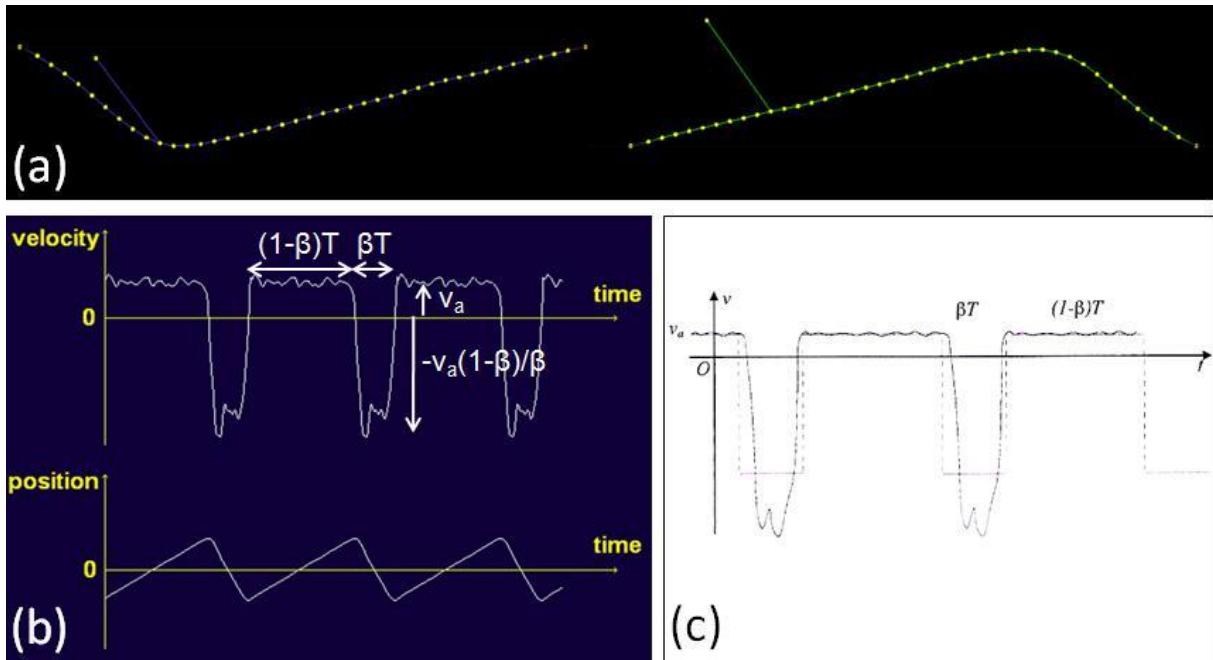 (a)
velocity
(1-β)T
βT
time
0
vₐ
-vₐ(1-β)/β
position
time
0
(b)
v
βT
(1-β)T
vₐ
O
t
(c)